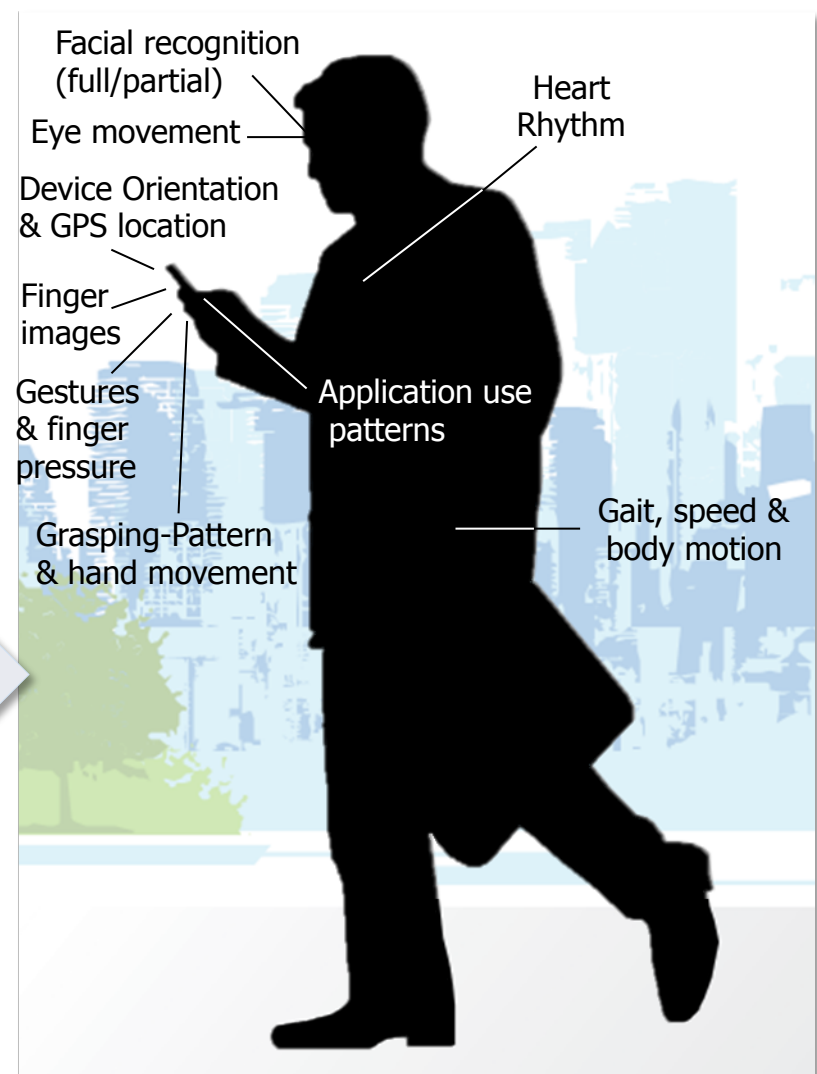 Facial recognition
(full/partial)
Heart
Rhythm
Eye movement
Device Orientation
& GPS location
Finger
images
Gestures
& finger
pressure
Application use
patterns
Grasping-Pattern
& hand movement
Gait, speed &
body motion